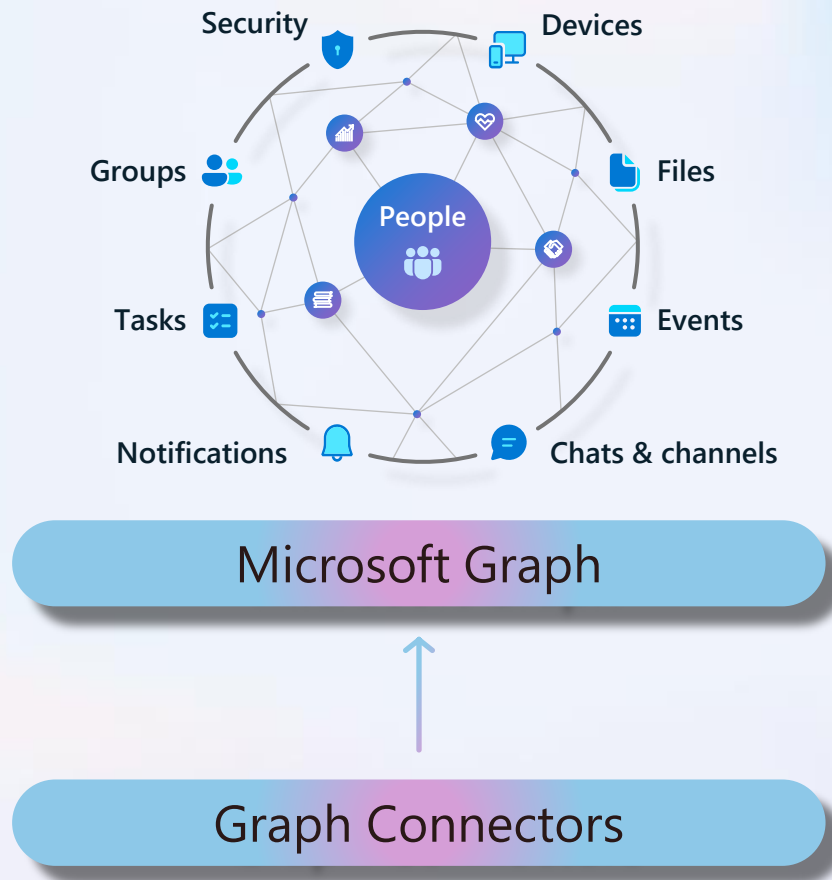 Security
Devices
Groups
People
Files
Tasks
Events
Notifications
Chats & channels
Microsoft Graph
Graph Connectors